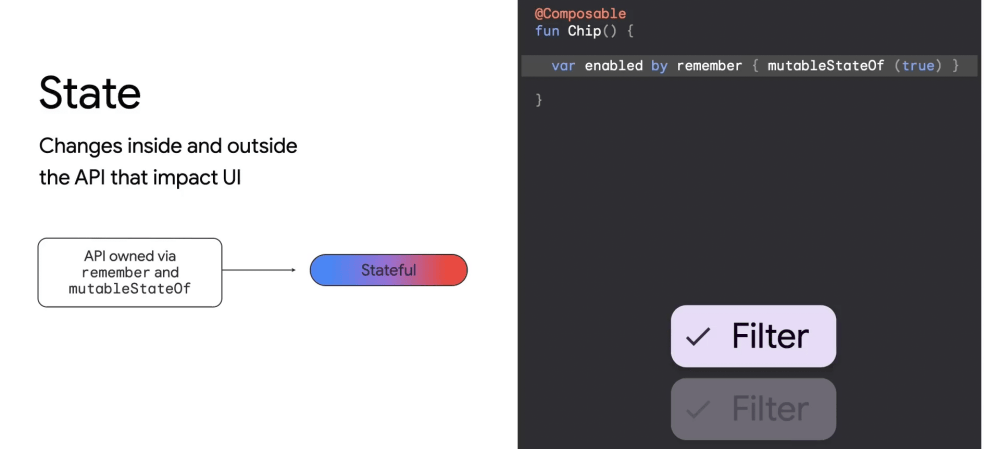 State
Changes inside and outside
the API that impact UI
API owned via
remember and
mutableStateOf
Stateful
@Composable
fun Chip() {
var enabled by remember { mutableStateOf (true) }
}
Filter
Filter